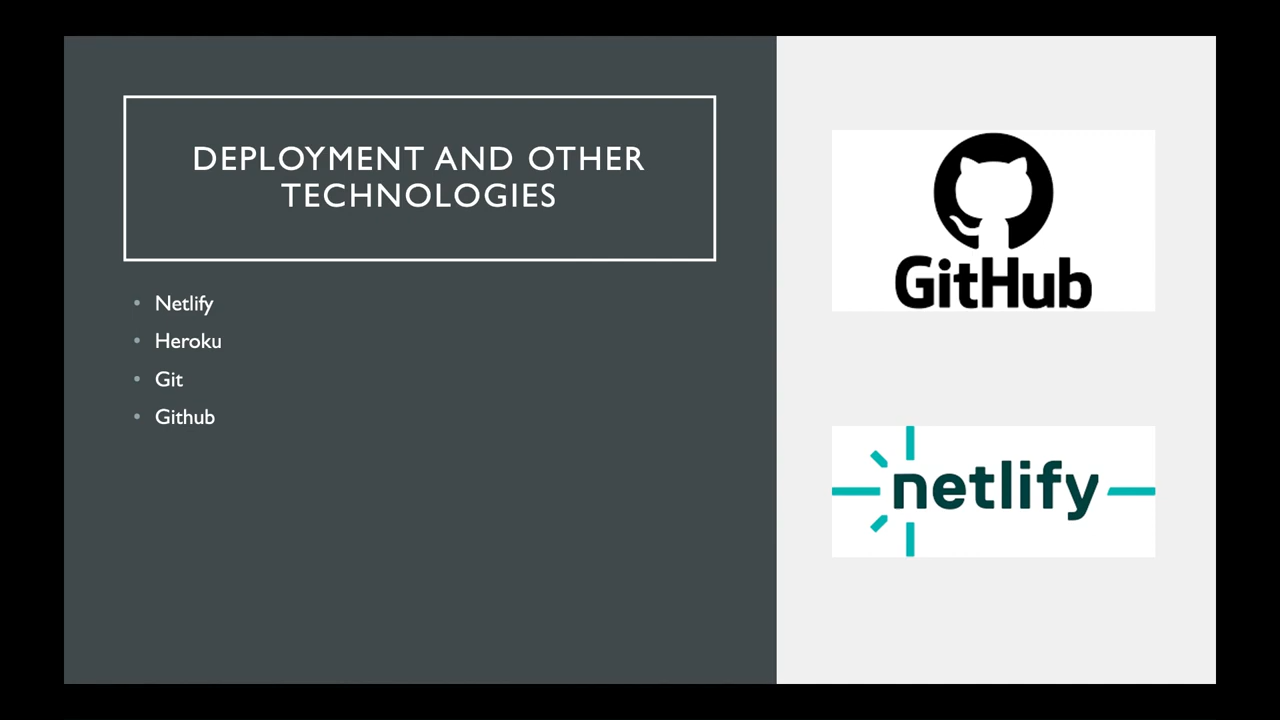 DEPLOYMENT AND OTHER
TECHNOLOGIES
• Netlify
• Heroku
• Git
• Github
GitHub
netlify